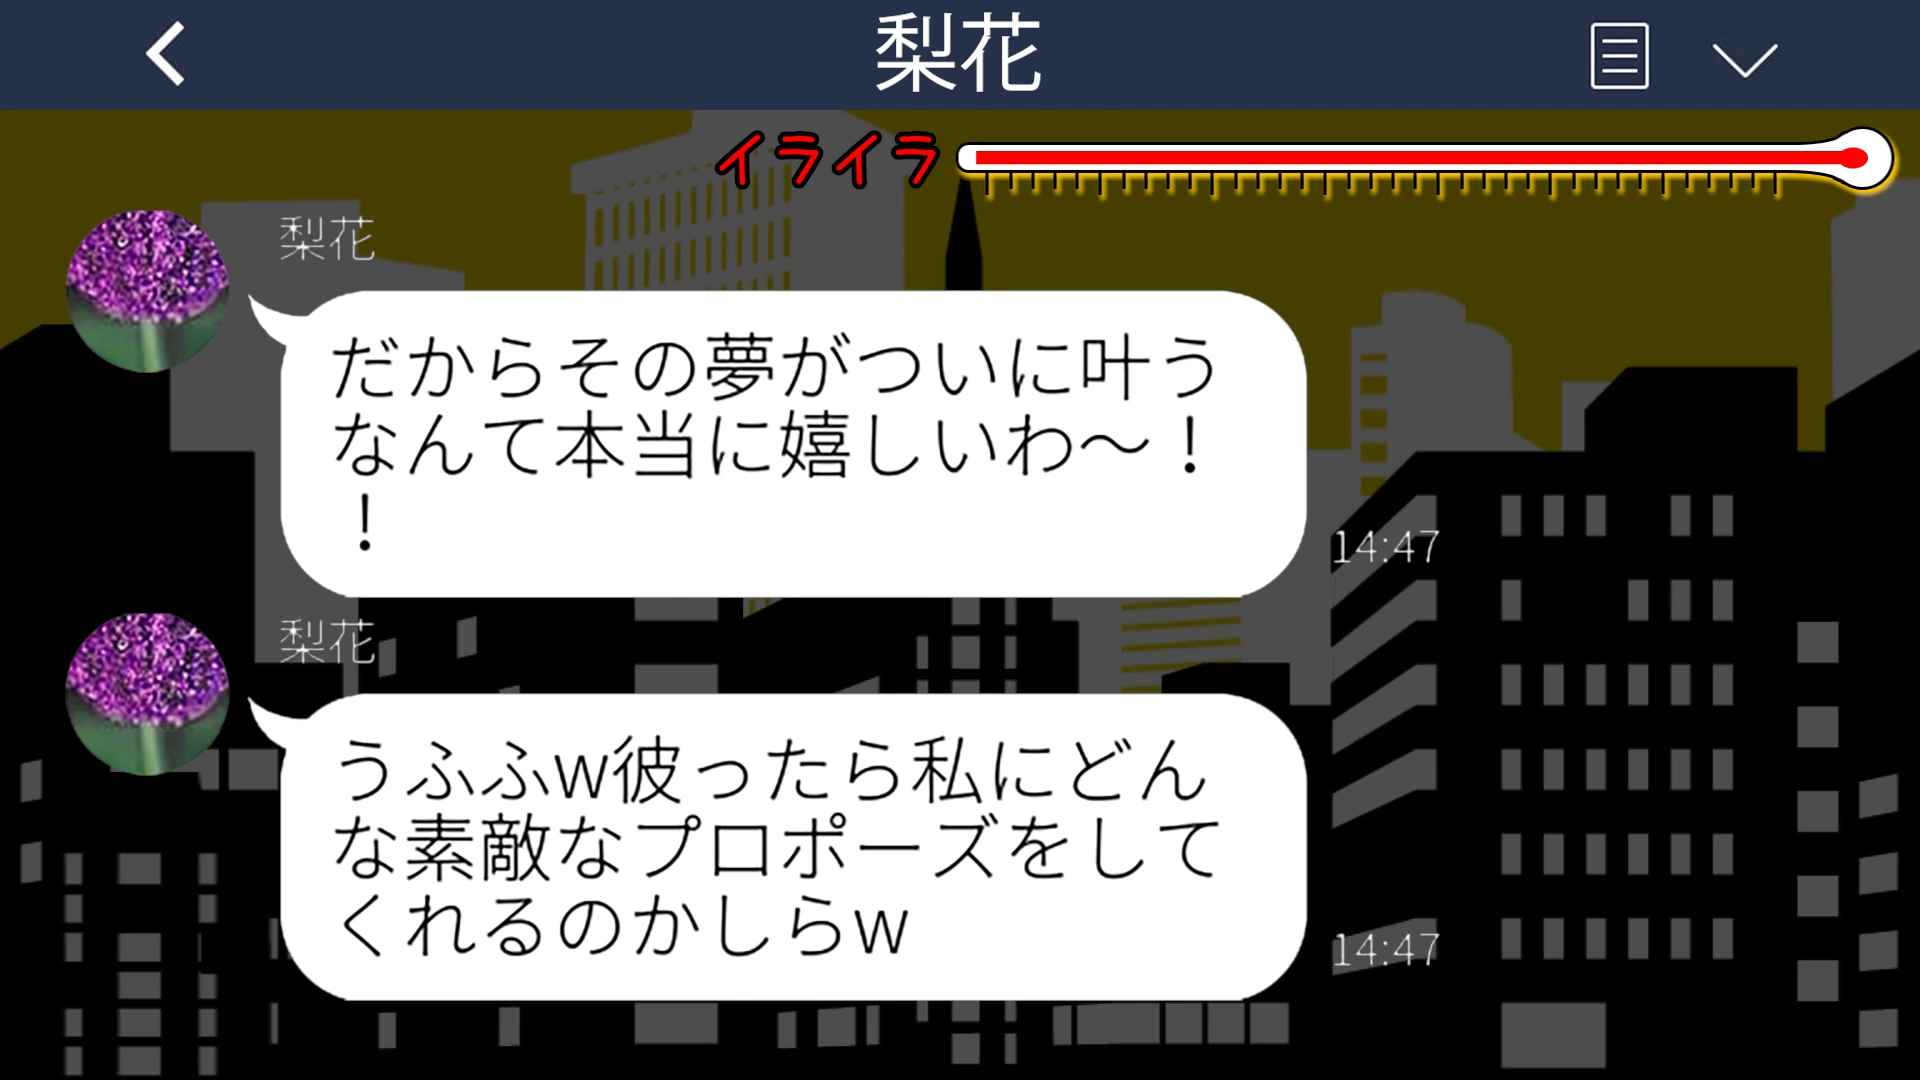 梨花
イライラ
梨花
だからその夢がついに叶う
なんて本当に嬉しいわ～！
！
14:47
梨花
うふふw彼ったら私にどん
な素敵なプロポーズをして
くれるのかしらw
14:47